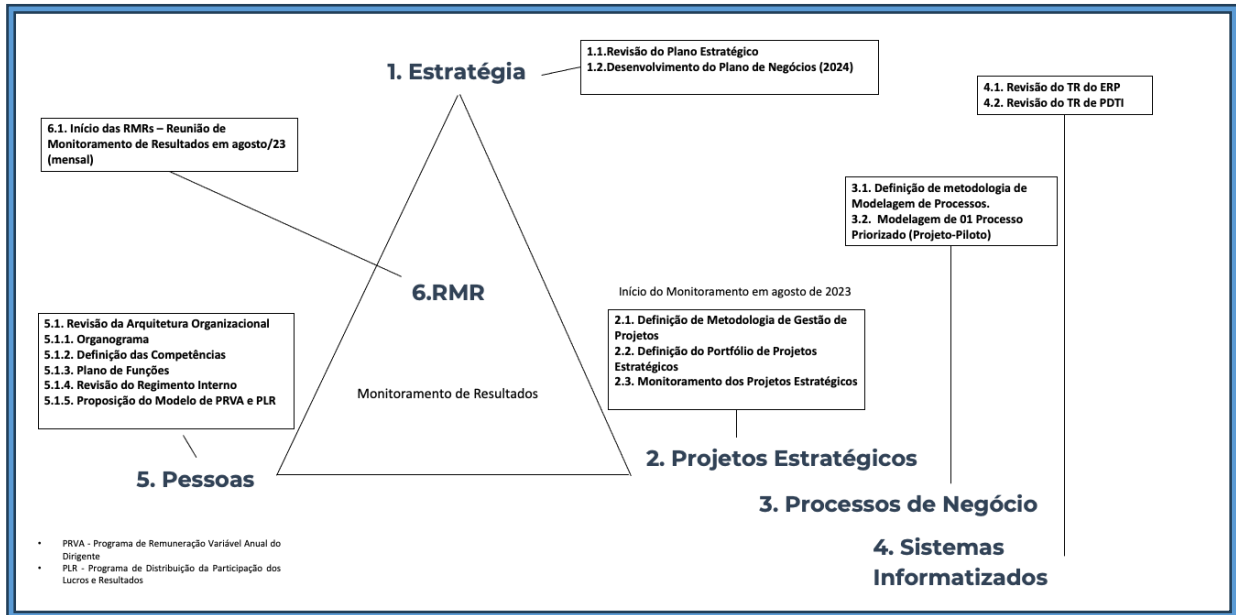 1. Estratégia
1.1.Revisão do Plano Estratégico
1.2.Desenvolvimento do Plano de Negócios (2024)
4.1. Revisão do TR do ERP
4.2. Revisão do TR de PDTI
6.1. Início das RMRs – Reunião de
Monitoramento de Resultados em agosto/23
(mensal)
3.1. Definição de metodologia de
Modelagem de Processos.
3.2. Modelagem de 01 Processo
Priorizado (Projeto-Piloto)
6.RMR
Início do Monitoramento em agosto de 2023
5.1. Revisão da Arquitetura Organizacional
5.1.1. Organograma
5.1.2. Definição das Competências
5.1.3. Plano de Funções
5.1.4. Revisão do Regimento Interno
5.1.5. Proposição do Modelo de PRVA e PLR
2.1. Definição de Metodologia de Gestão de
Projetos
2.2. Definição do Portfólio de Projetos
Estratégicos
2.3. Monitoramento dos Projetos Estratégicos
Monitoramento de Resultados
5. Pessoas
2. Projetos Estratégicos
3. Processos de Negócio
4. Sistemas
Informatizados
• PRVA - Programa de Remuneração Variável Anual do
Dirigente
• PLR - Programa de Distribuição da Participação dos
Lucros e Resultados